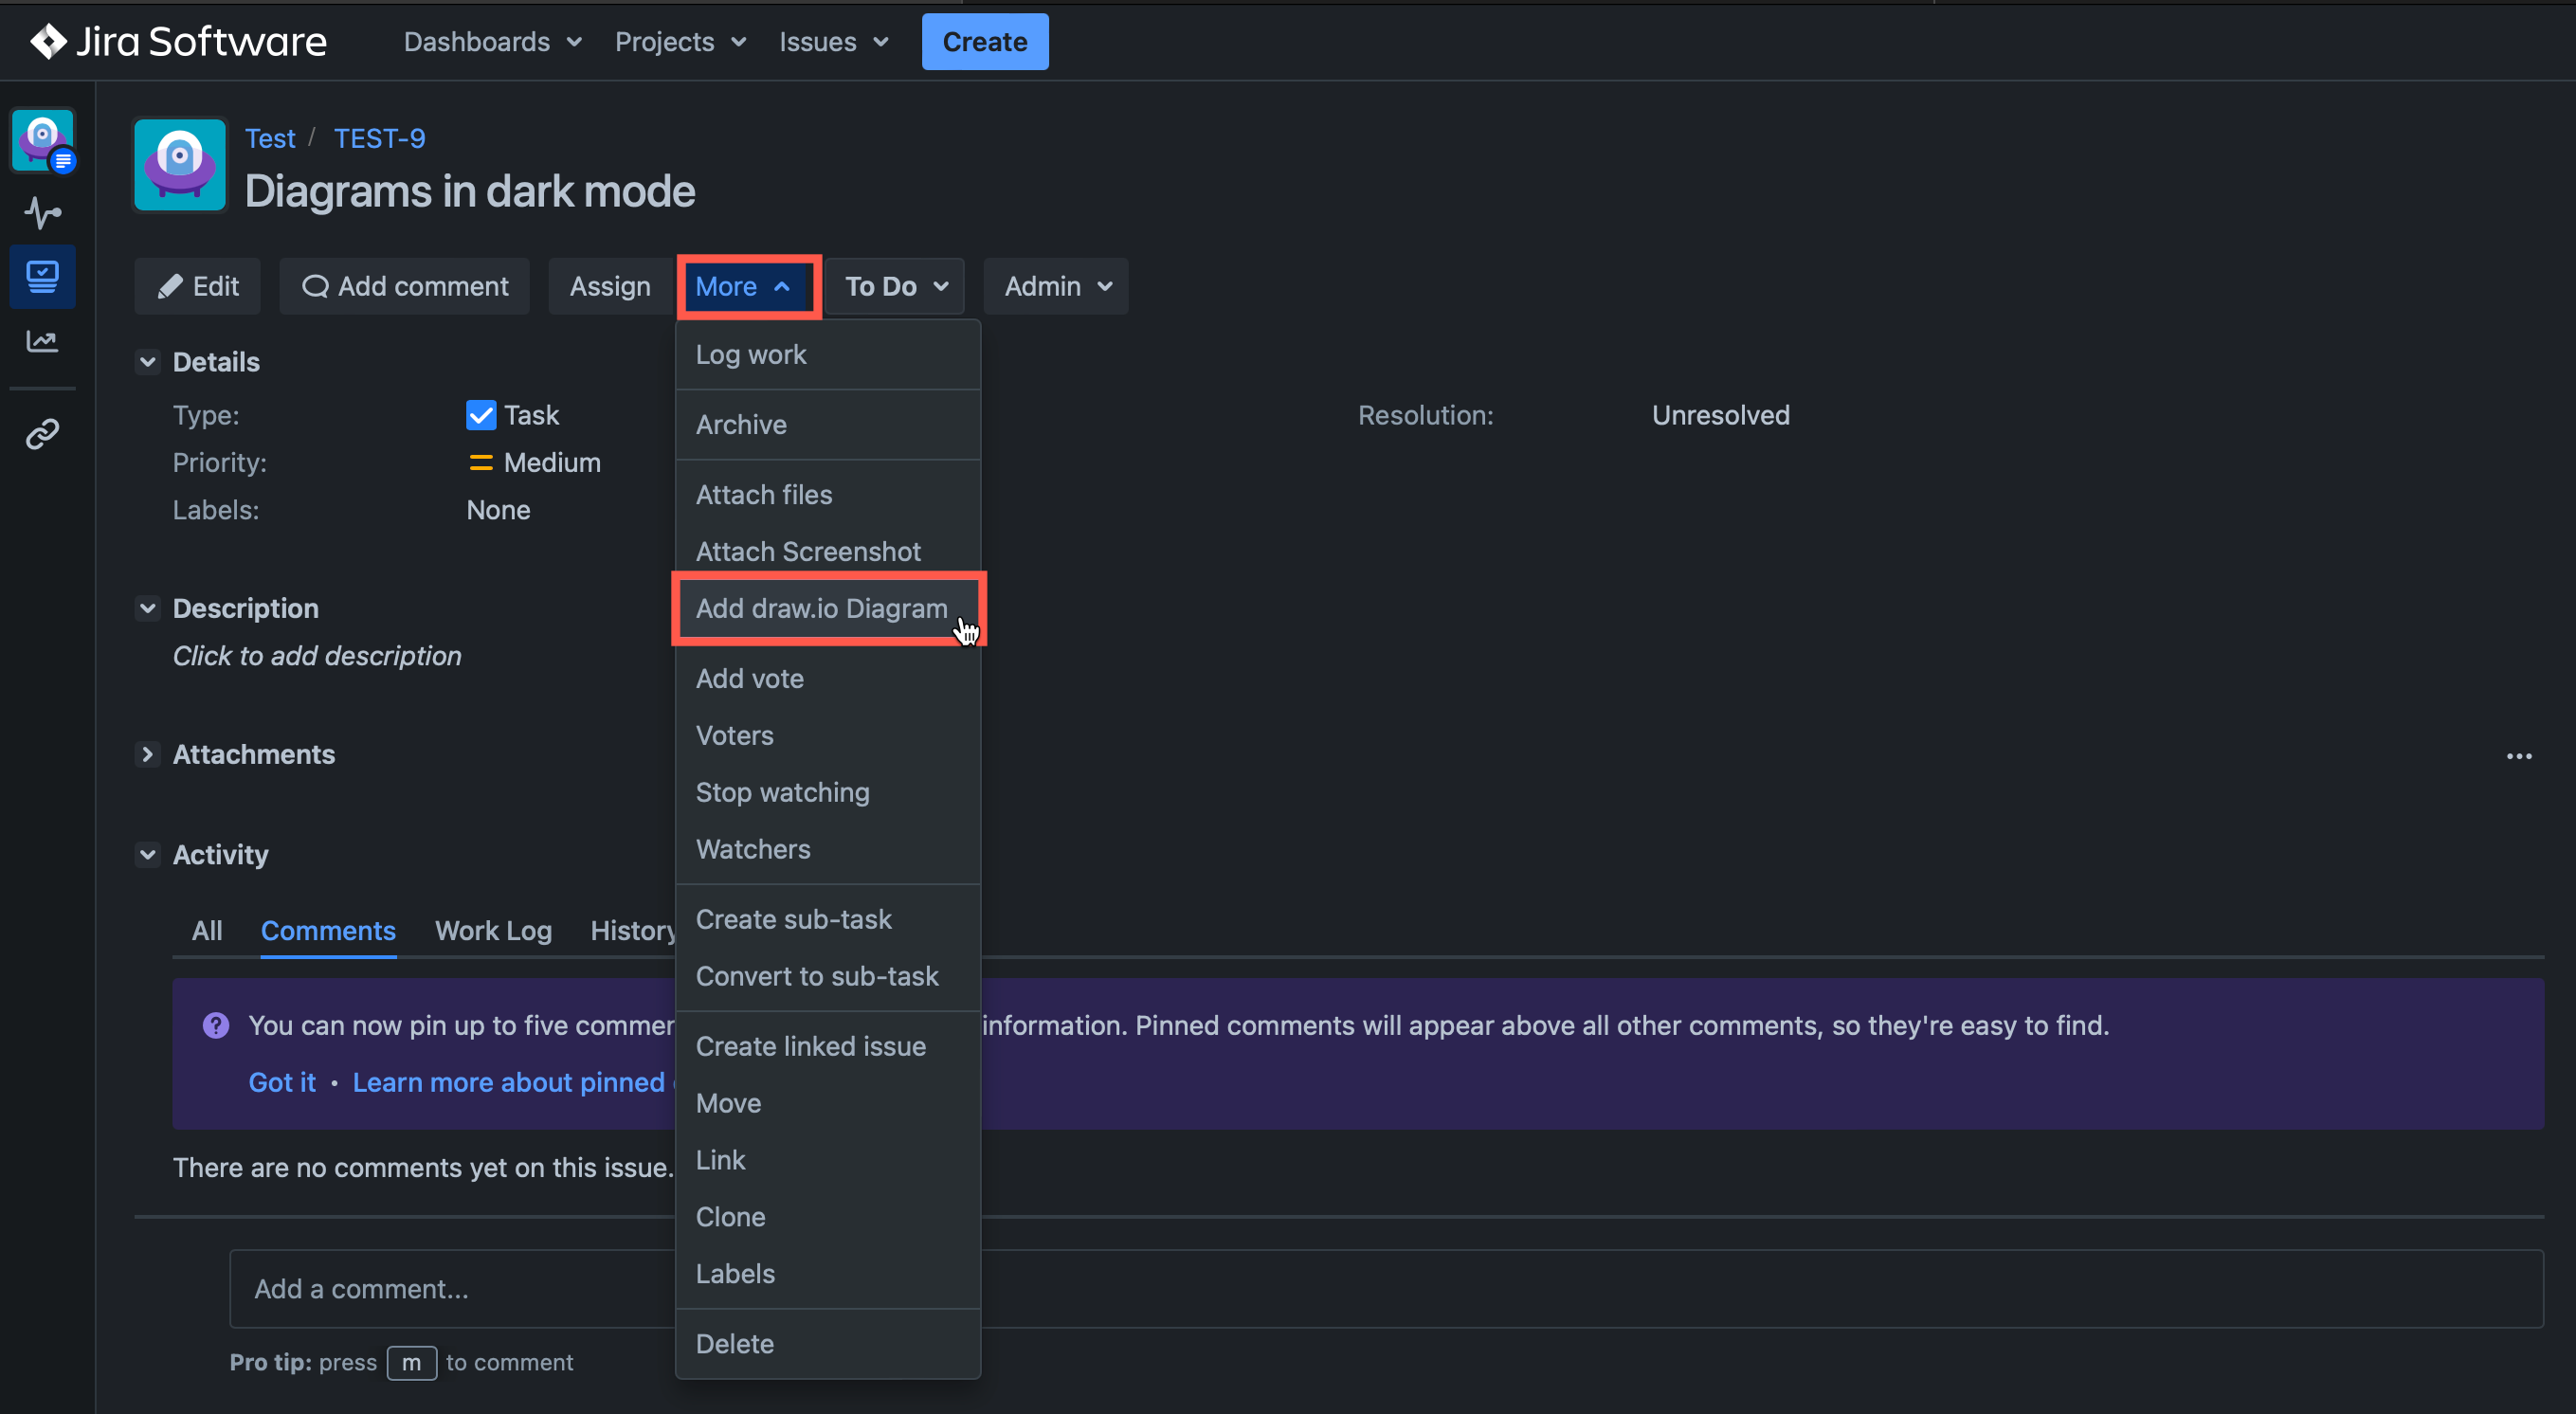 Jira Software
Dashboards Projects Issues Create
Test / TEST-9
Diagrams in dark mode
Edit Add comment Assign More To Do Admin
Log work
Archive
Attach files
Attach Screenshot
Add draw.io Diagram
Add vote
Voters
Stop watching
Watchers
Create sub-task
Convert to sub-task
Create linked issue
Move
Link
Clone
Labels
Delete
Details
Type: Task
Priority: Medium
Labels: None
Resolution: Unresolved
Description
Click to add description
Attachments
Activity
All Comments Work Log History
You can now pin up to five information. Pinned comments will appear above all other comments, so they're easy to find.
Got it • Learn more about pinned
There are no comments yet on this issue.
Add a comment...
Pro tip: press m to comment